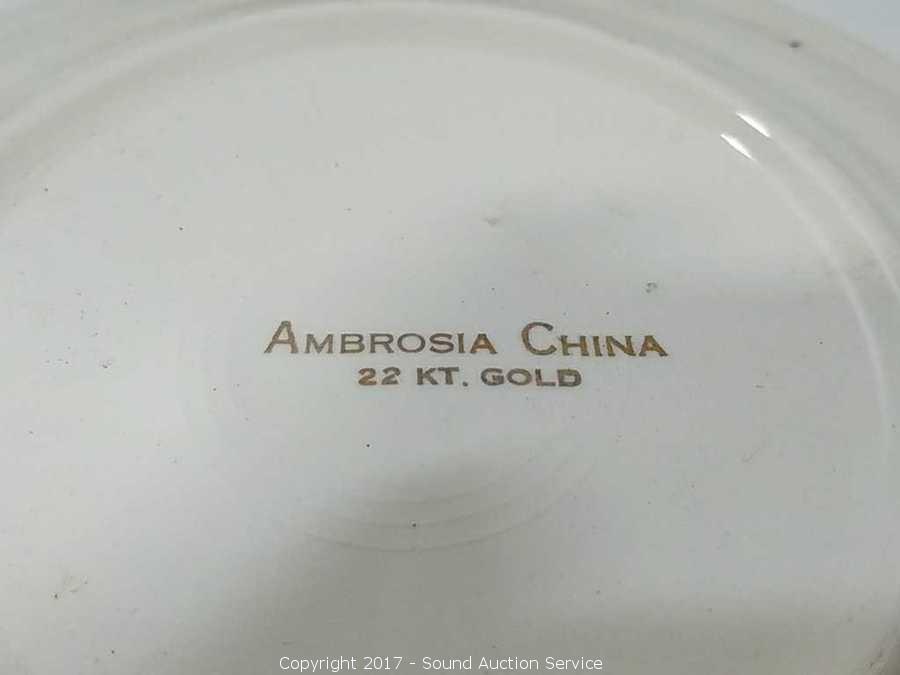 AMBROSIA CHINA
22 KT. GOLD
Copyright 2017 - Sound Auction Service